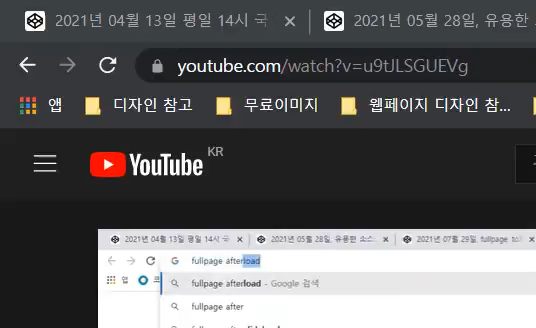 2021년 04월 13일 평일 14시 국
2021년 05월 28일, 유용한
youtube.com/watch?v=u9tJLSGUEVg
앱 디자인 참고 무료이미지 웹페이지 디자인 참...
YouTube KR
2021년 04월 13일 평일 14시 국 2021년 05월 28일, 유용한 소스 2021년 07월 29일, fullpage
fullpage afterload
앱
fullpage afterload - Google 검색
fullpage after